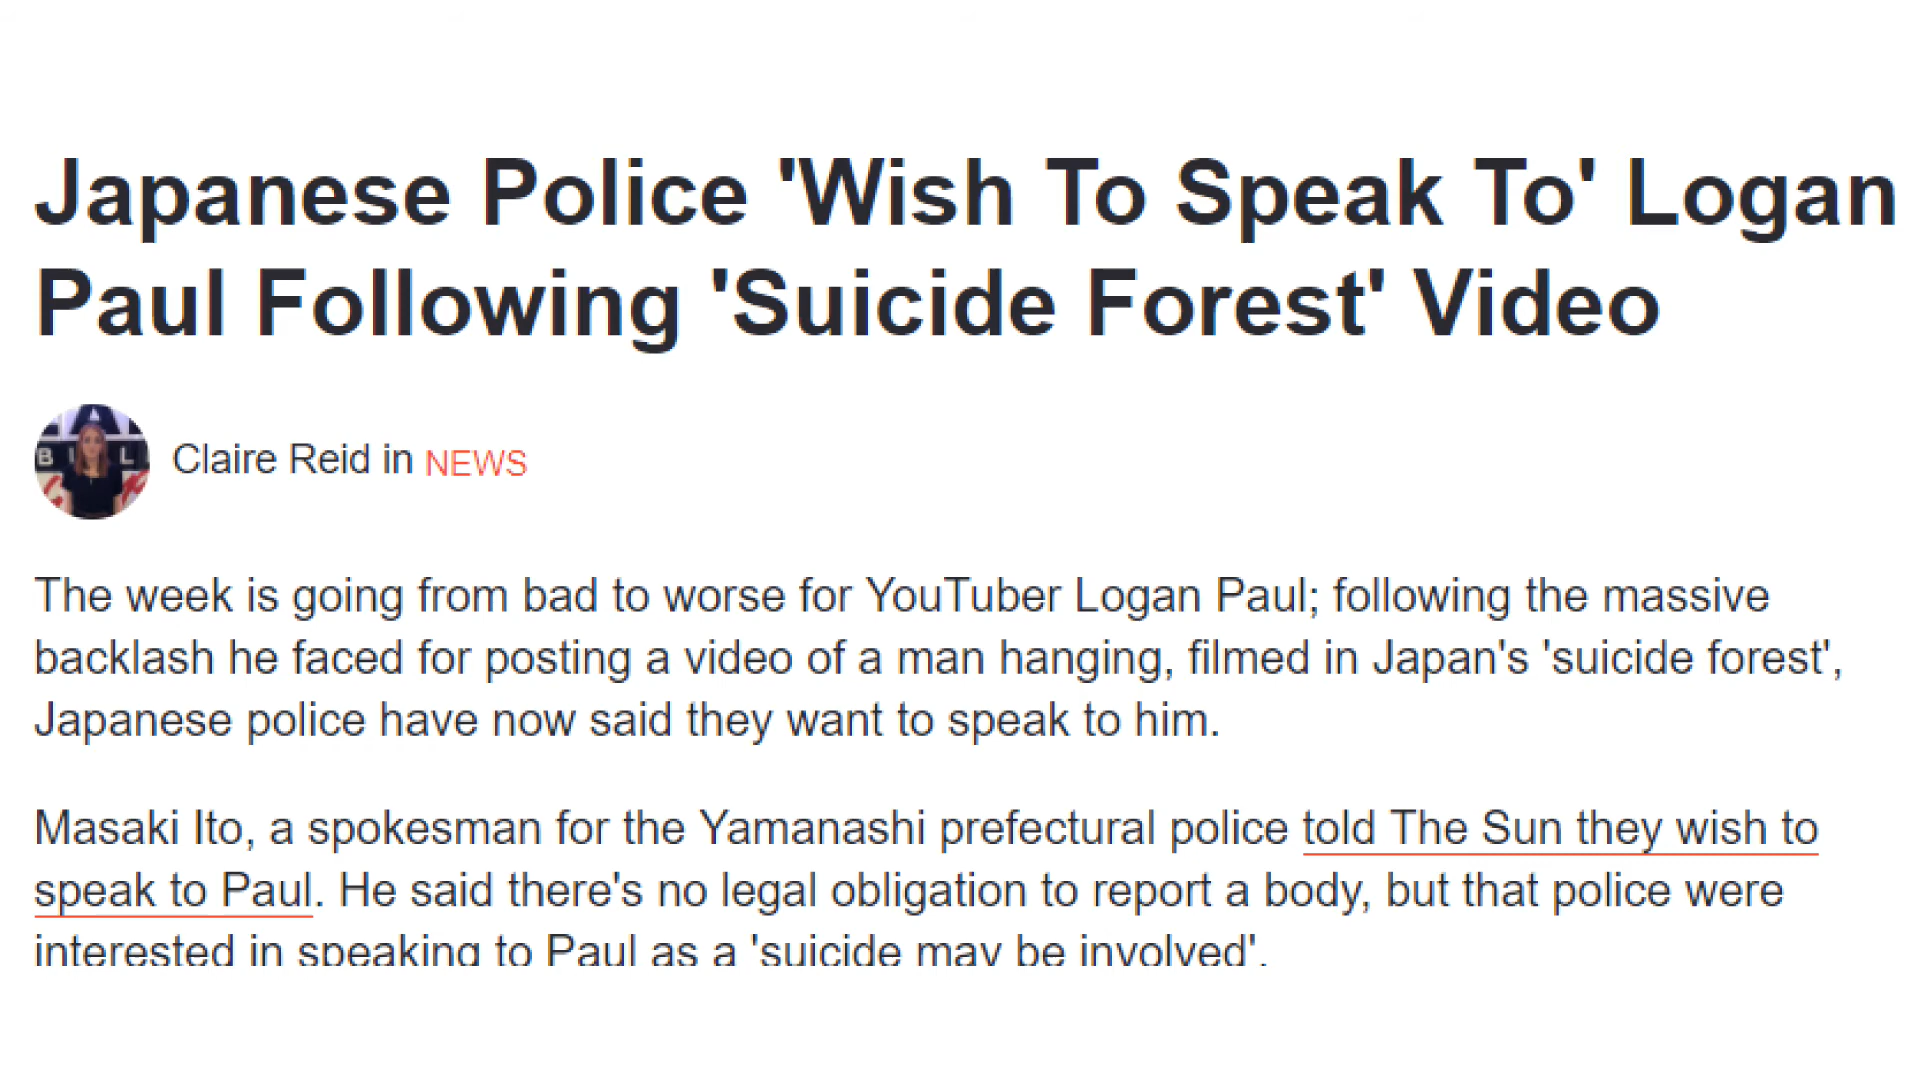 Japanese Police 'Wish To Speak To' Logan
Paul Following 'Suicide Forest' Video
Claire Reid in NEWS
The week is going from bad to worse for YouTuber Logan Paul; following the massive
backlash he faced for posting a video of a man hanging, filmed in Japan's 'suicide forest',
Japanese police have now said they want to speak to him.
Masaki Ito, a spokesman for the Yamanashi prefectural police told The Sun they wish to
speak to Paul. He said there's no legal obligation to report a body, but that police were
interested in speaking to Paul as a 'suicide may be involved'.